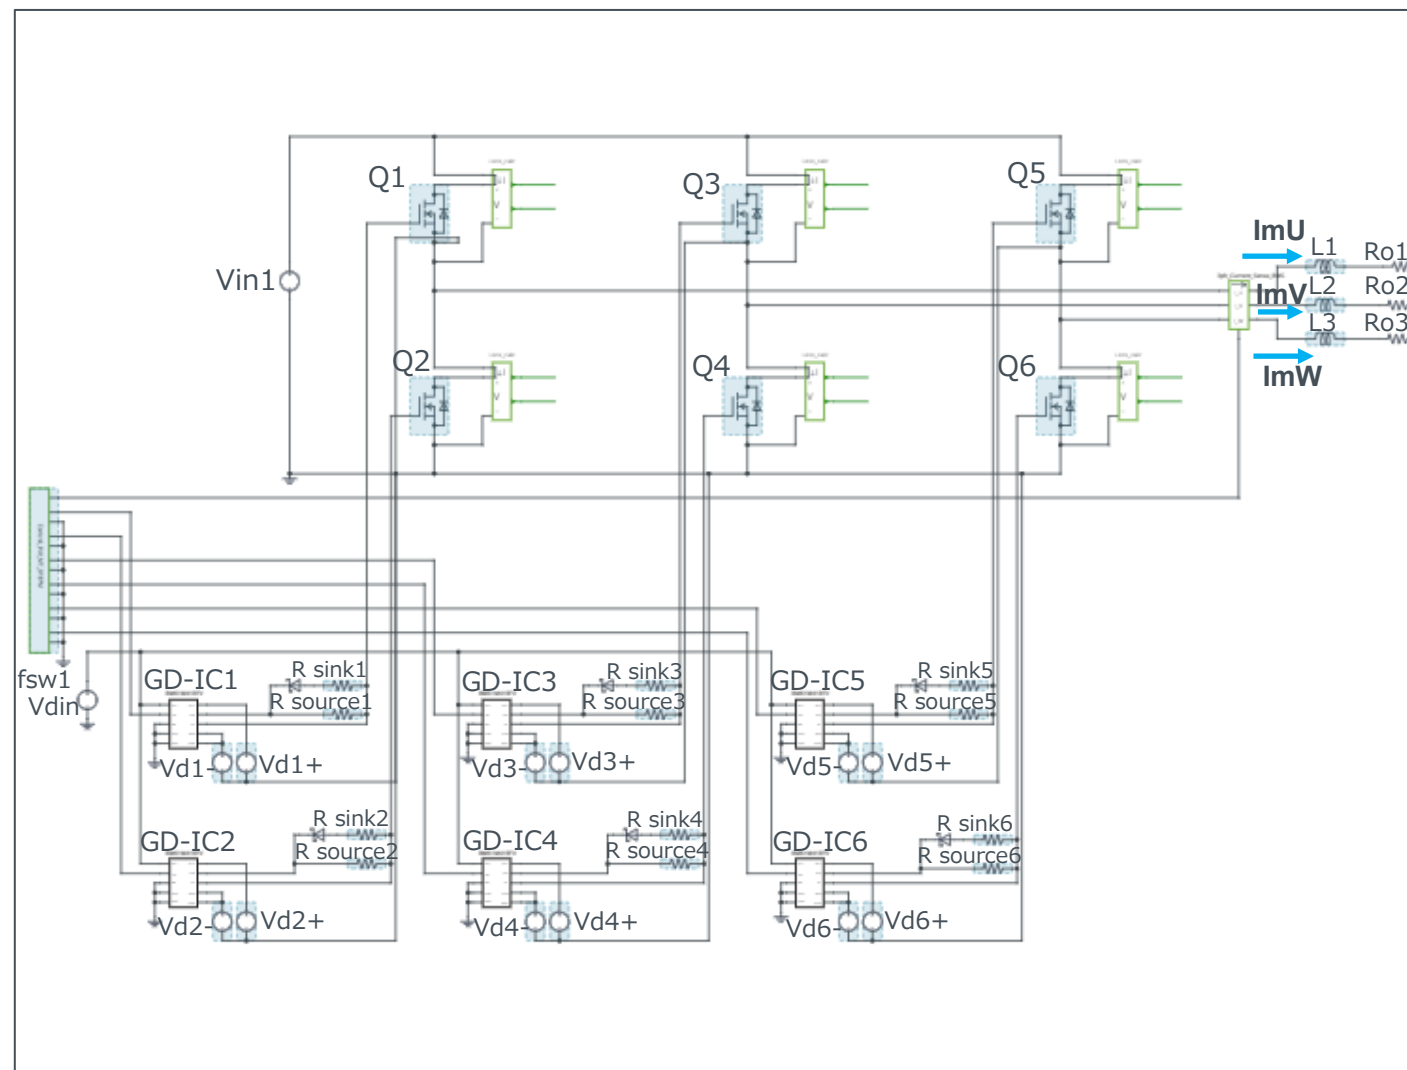 Q1
Q3
Q5
ImU
L1
Ro1
Vin1
ImV
L2
Ro2
L3
Ro3
Q2
Q4
Q6
ImW
fsw1
Vdin
GD-IC1
R sink1
R source1
GD-IC3
R sink3
R source3
GD-IC5
R sink5
R source5
Vd1-
Vd1+
Vd3-
Vd3+
Vd5-
Vd5+
GD-IC2
R sink2
R source2
GD-IC4
R sink4
R source4
GD-IC6
R sink6
R source6
Vd2-
Vd2+
Vd4-
Vd4+
Vd6-
Vd6+